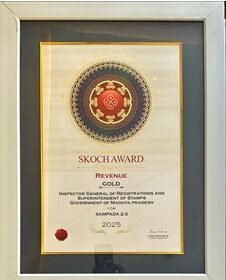 SKOCH AWARD
REVENUE
GOLD
INSPECTOR GENERAL OF REGISTRATIONS AND
SUPERINTENDENT OF STAMPS
GOVERNMENT OF MADHYA PRADESH
FOR
SAMPADA 2.0
2025